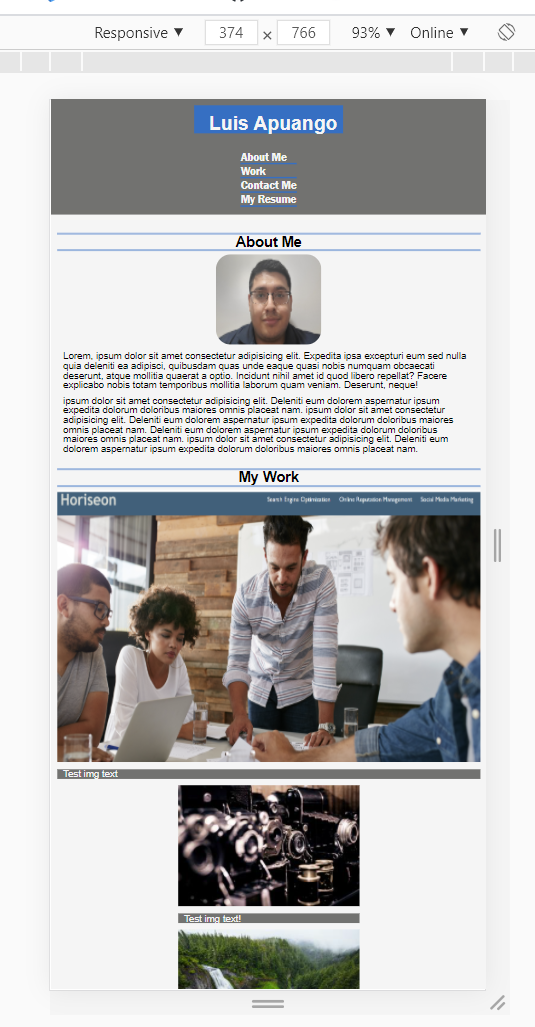 Responsive ▼ 374 × 766 93% ▼ Online ▼
Luis Apuango
About Me
Work
Contact Me
My Resume
About Me
Lorem, ipsum dolor sit amet consectetur adipisicing elit. Expedita ipsa excepturi eum sed nulla
quia deleniti ea adipisci, quibusdam quas unde eaque quasi nobis numquam obcaecati
deserunt, atque mollitia quaerat a optio. Incidunt nihil amet id quod libero repellat? Facere
explicabo nobis totam temporibus mollitia laborum quam veniam. Deserunt, neque!
ipsum dolor sit amet consectetur adipisicing elit. Deleniti eum dolorem aspernatur ipsum
expedita dolorum doloribus maiores omnis placeat nam. ipsum dolor sit amet consectetur
adipisicing elit. Deleniti eum dolorem aspernatur ipsum expedita dolorum doloribus maiores
omnis placeat nam. Deleniti eum dolorem aspernatur ipsum expedita dolorum doloribus
maiores omnis placeat nam. ipsum dolor sit amet consectetur adipisicing elit. Deleniti eum
dolorem aspernatur ipsum expedita dolorum doloribus maiores omnis placeat nam.
My Work
Horiseon Search Engine Optimization Online Reputation Management Social Media Marketing
Test img text
Test img text!